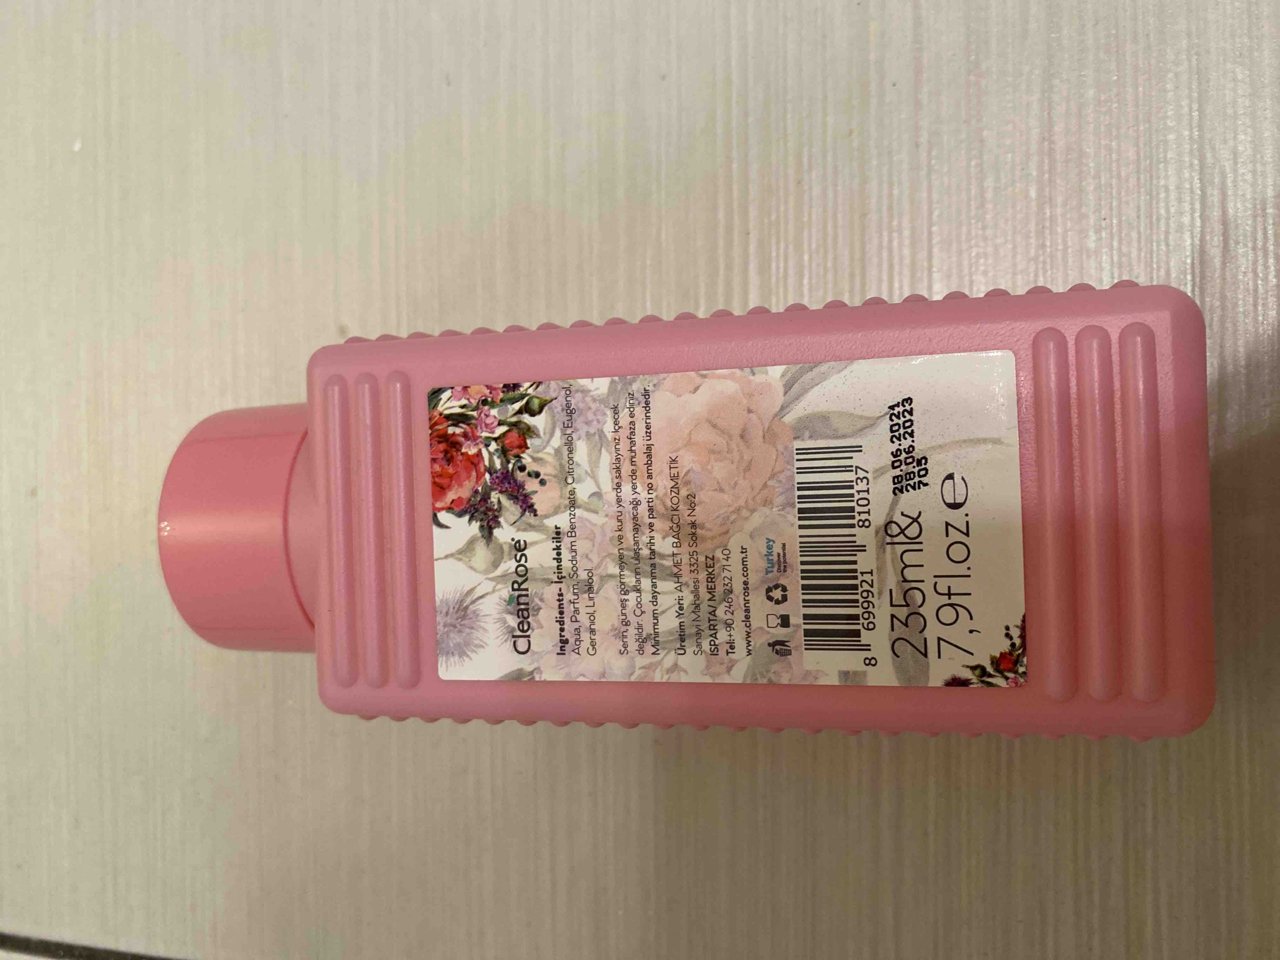 CleanRose®
Ingredients- İçindekiler
Aqua, Parfum, Sodium Benzoate, Citronellol, Eugenol,
Geraniol, Linalool
Serin, güneş görmeyen ve kuru yerde saklayınız. İçecek
değildir. Çocukların ulaşamayacağı yerde muhafaza ediniz.
Minimum dayanma tarihi ve parti no ambalaj üzerindedir.
Üretim Yeri: AHMET BAĞCI KOZMETİK
Sanayi Mahallesi 3325 Sokak No:2
ISPARTA/ MERKEZ
Tel:+90 246 232 71 40
www.cleanrose.com.tr
Turkey
Discover
the potential
8 699921 810137
235ml&
7,9fl.oz.e
28.06.2021
28.06.2023
705